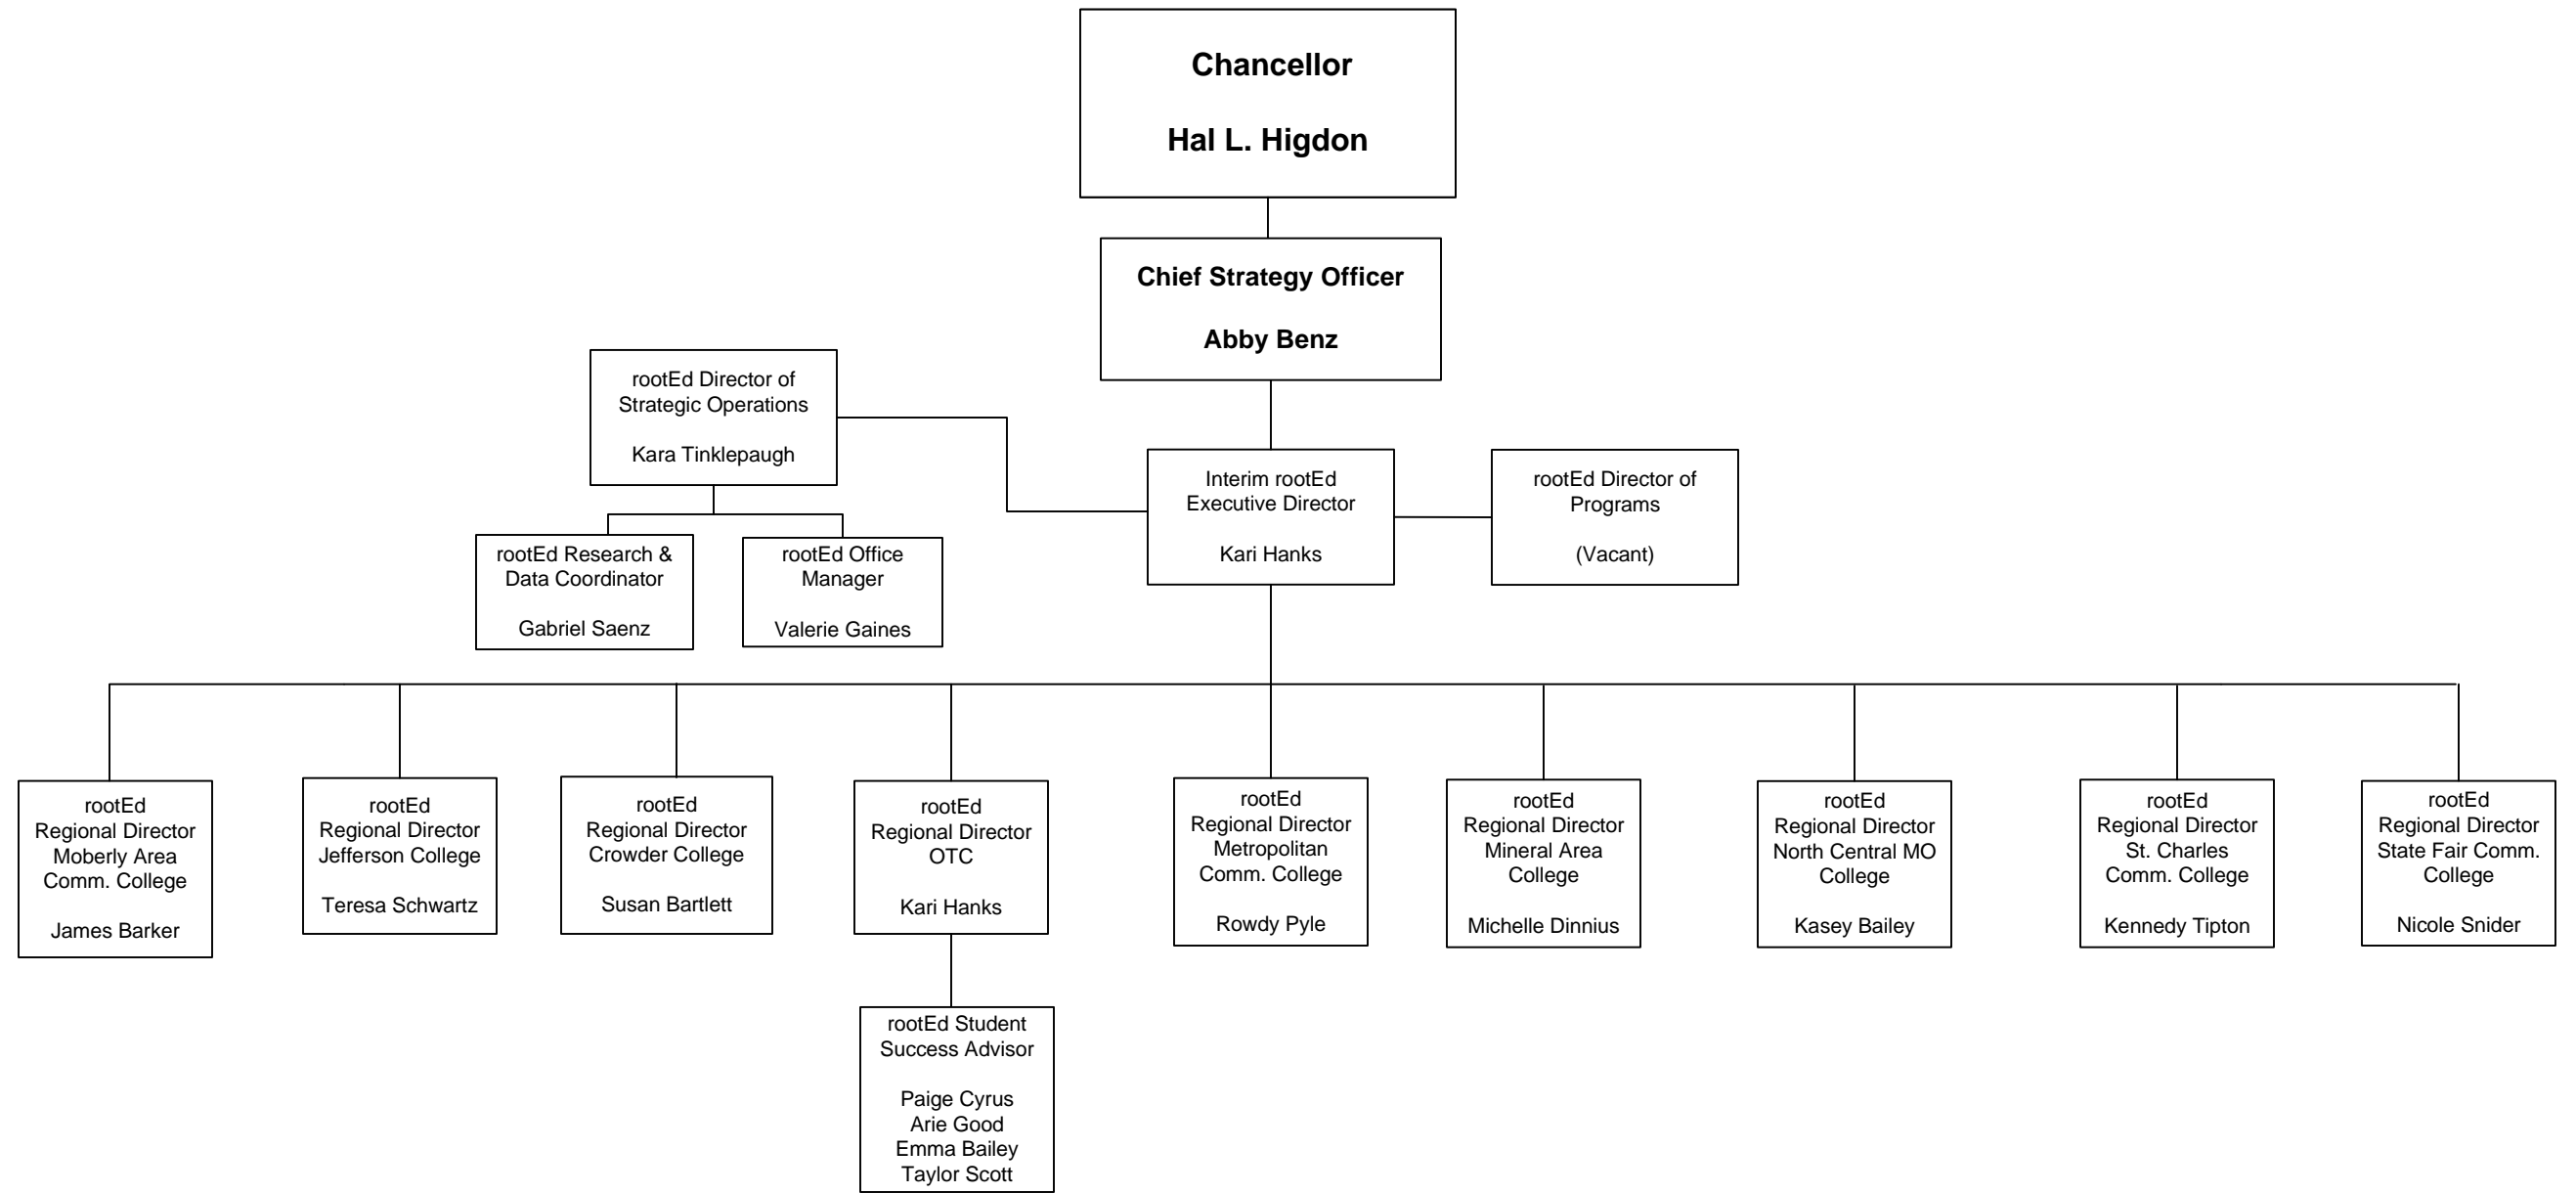 Chancellor
Hal L. Higdon
Chief Strategy Officer
Abby Benz
rootEd Director of
Strategic Operations
Kara Tinklepaugh
Interim rootEd
Executive Director
Kari Hanks
rootEd Director of
Programs
(Vacant)
rootEd Research &
Data Coordinator
Gabriel Saenz
rootEd Office
Manager
Valerie Gaines
rootEd
Regional Director
Moberly Area
Comm. College
James Barker
rootEd
Regional Director
Jefferson College
Teresa Schwartz
rootEd
Regional Director
Crowder College
Susan Bartlett
rootEd
Regional Director
OTC
Kari Hanks
rootEd
Regional Director
Metropolitan
Comm. College
Rowdy Pyle
rootEd
Regional Director
Mineral Area
College
Michelle Dinnius
rootEd
Regional Director
North Central MO
College
Kasey Bailey
rootEd
Regional Director
St. Charles
Comm. College
Kennedy Tipton
rootEd
Regional Director
State Fair Comm.
College
Nicole Snider
rootEd Student
Success Advisor
Paige Cyrus
Arie Good
Emma Bailey
Taylor Scott